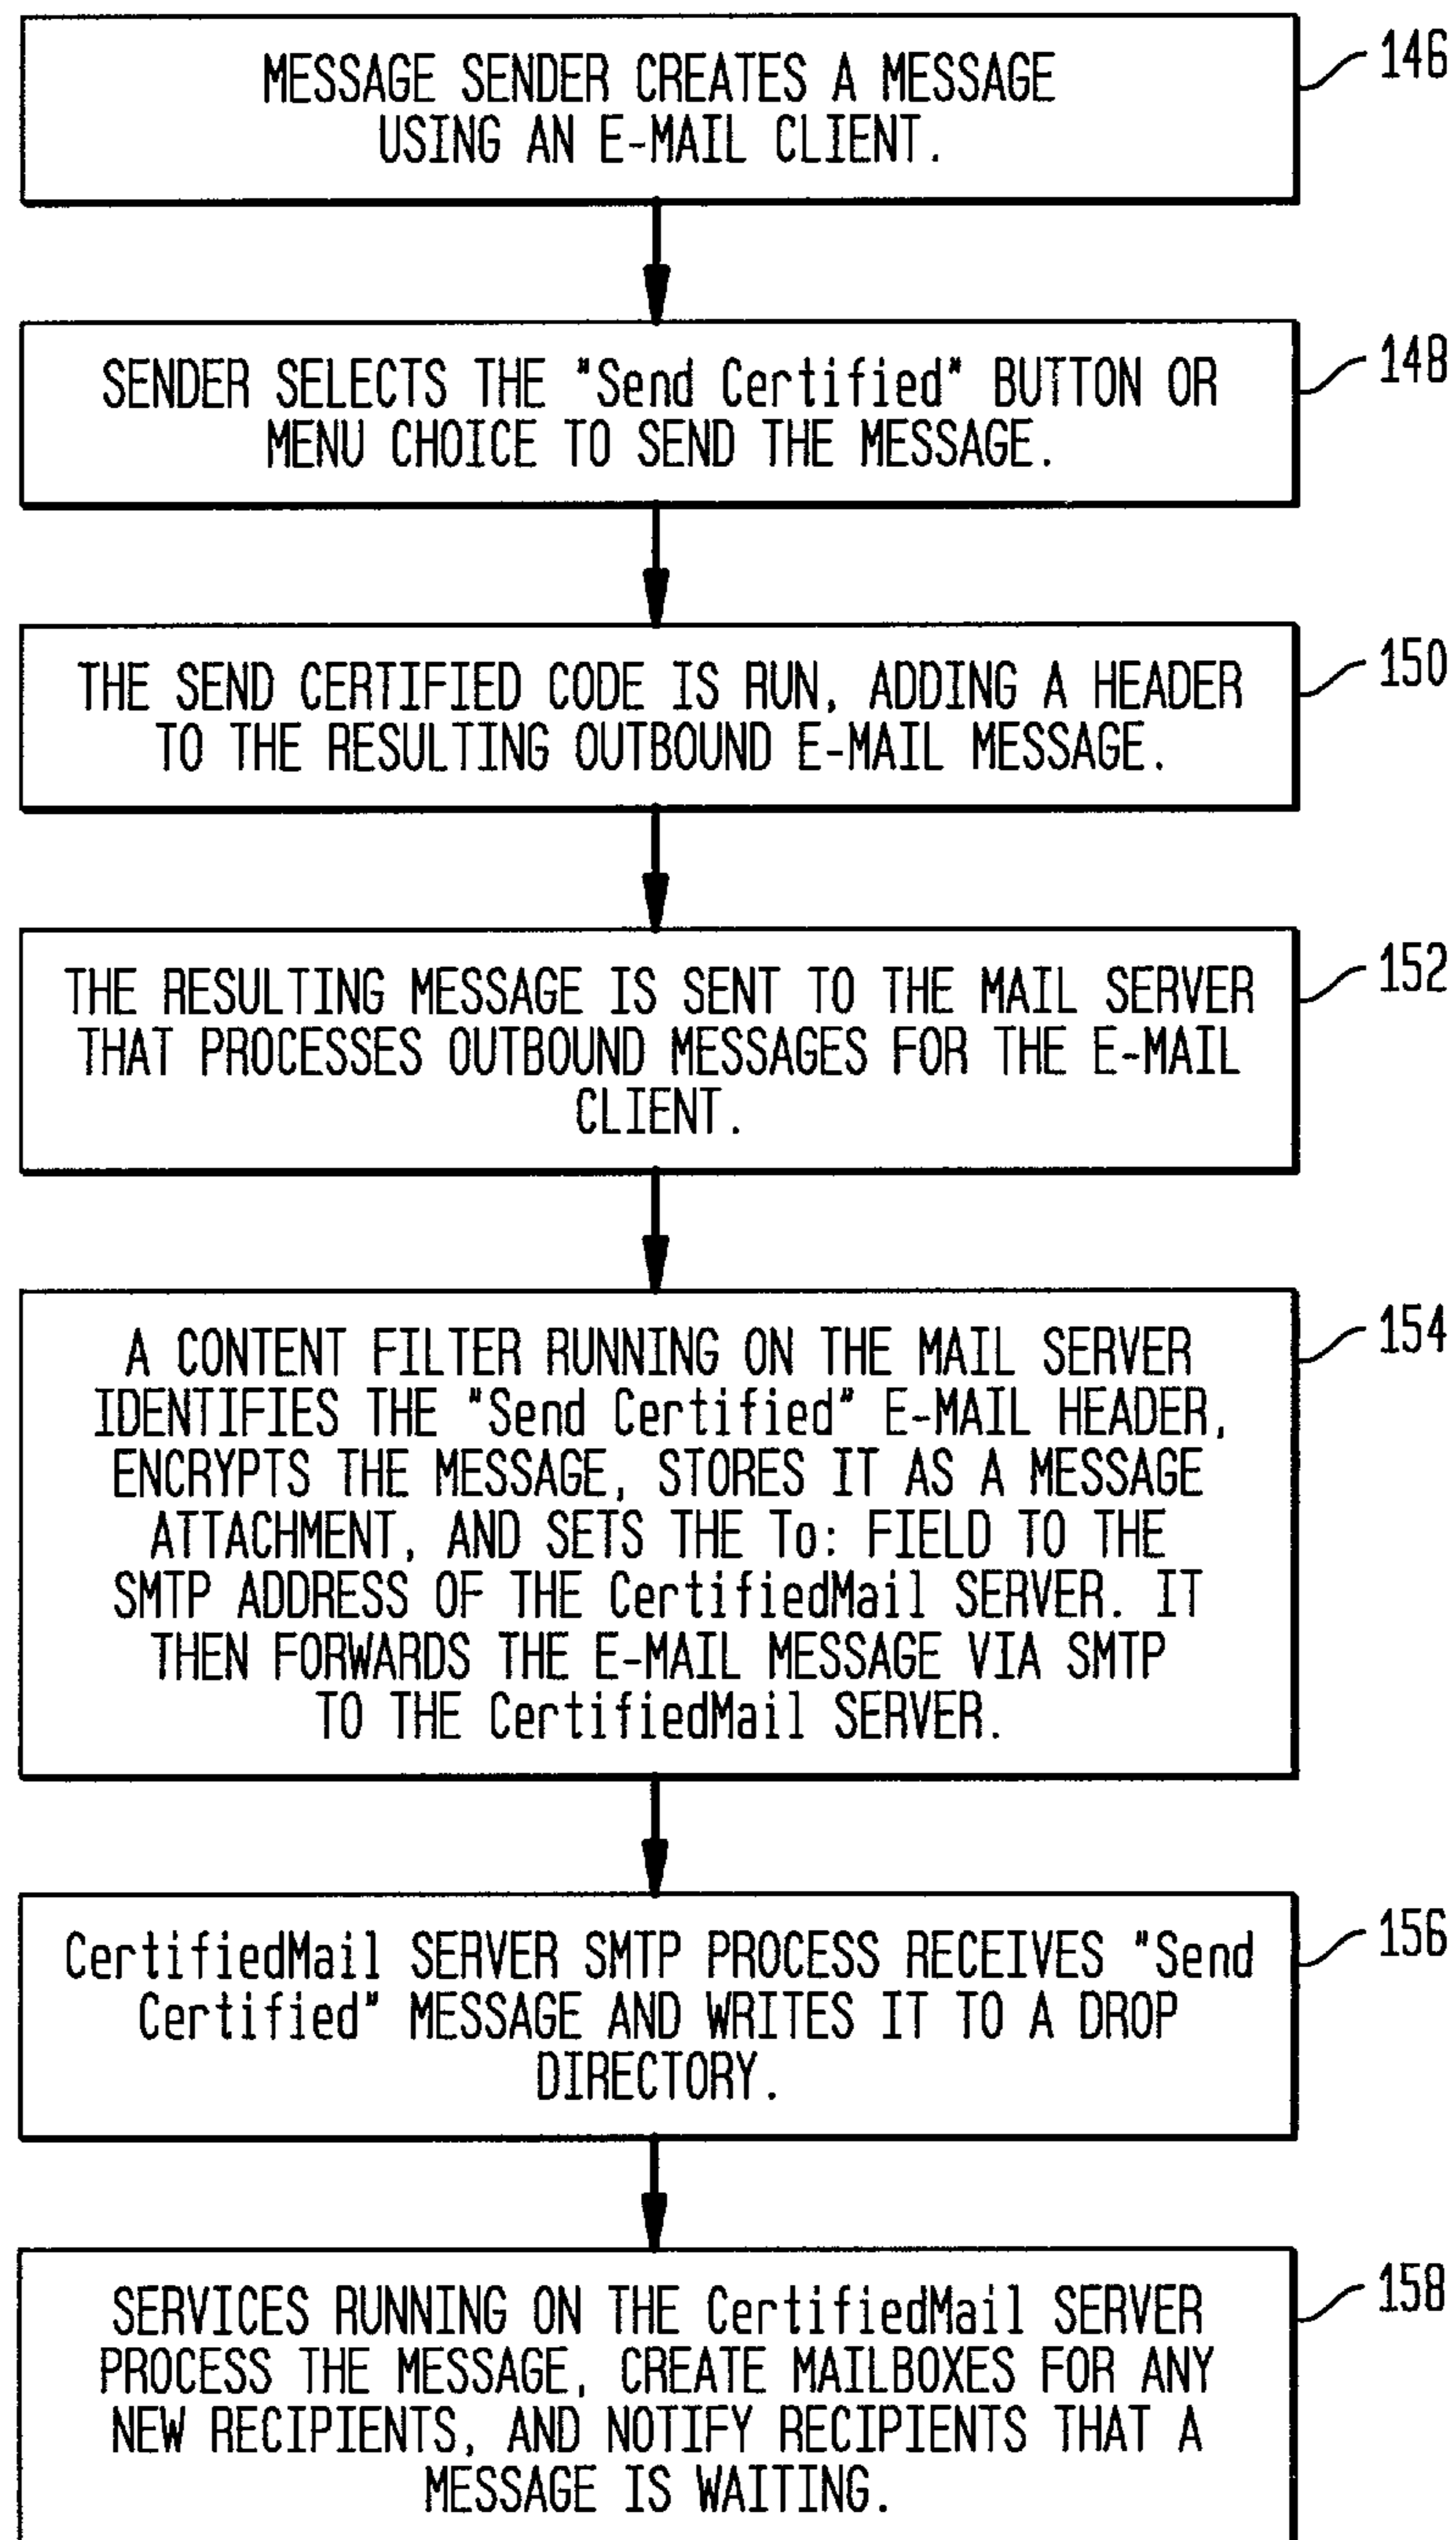 MESSAGE SENDER CREATES A MESSAGE
USING AN E-MAIL CLIENT.
146
SENDER SELECTS THE "Send Certified" BUTTON OR
MENU CHOICE TO SEND THE MESSAGE.
148
THE SEND CERTIFIED CODE IS RUN, ADDING A HEADER
TO THE RESULTING OUTBOUND E-MAIL MESSAGE.
150
THE RESULTING MESSAGE IS SENT TO THE MAIL SERVER
THAT PROCESSES OUTBOUND MESSAGES FOR THE E-MAIL
CLIENT.
152
A CONTENT FILTER RUNNING ON THE MAIL SERVER
IDENTIFIES THE "Send Certified" E-MAIL HEADER,
ENCRYPTS THE MESSAGE, STORES IT AS A MESSAGE
ATTACHMENT, AND SETS THE To: FIELD TO THE
SMTP ADDRESS OF THE CertifiedMail SERVER. IT
THEN FORWARDS THE E-MAIL MESSAGE VIA SMTP
TO THE CertifiedMail SERVER.
154
CertifiedMail SERVER SMTP PROCESS RECEIVES "Send
Certified" MESSAGE AND WRITES IT TO A DROP
DIRECTORY.
156
SERVICES RUNNING ON THE CertifiedMail SERVER
PROCESS THE MESSAGE, CREATE MAILBOXES FOR ANY
NEW RECIPIENTS, AND NOTIFY RECIPIENTS THAT A
MESSAGE IS WAITING.
158